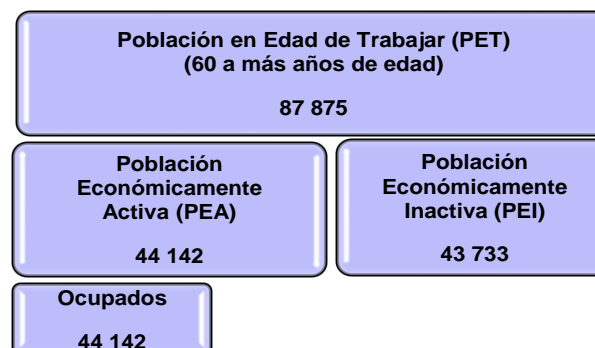 Población en Edad de Trabajar (PET)
(60 a más años de edad)
87 875
Población
Económicamente
Activa (PEA)
44 142
Población
Económicamente
Inactiva (PEI)
43 733
Ocupados
44 142